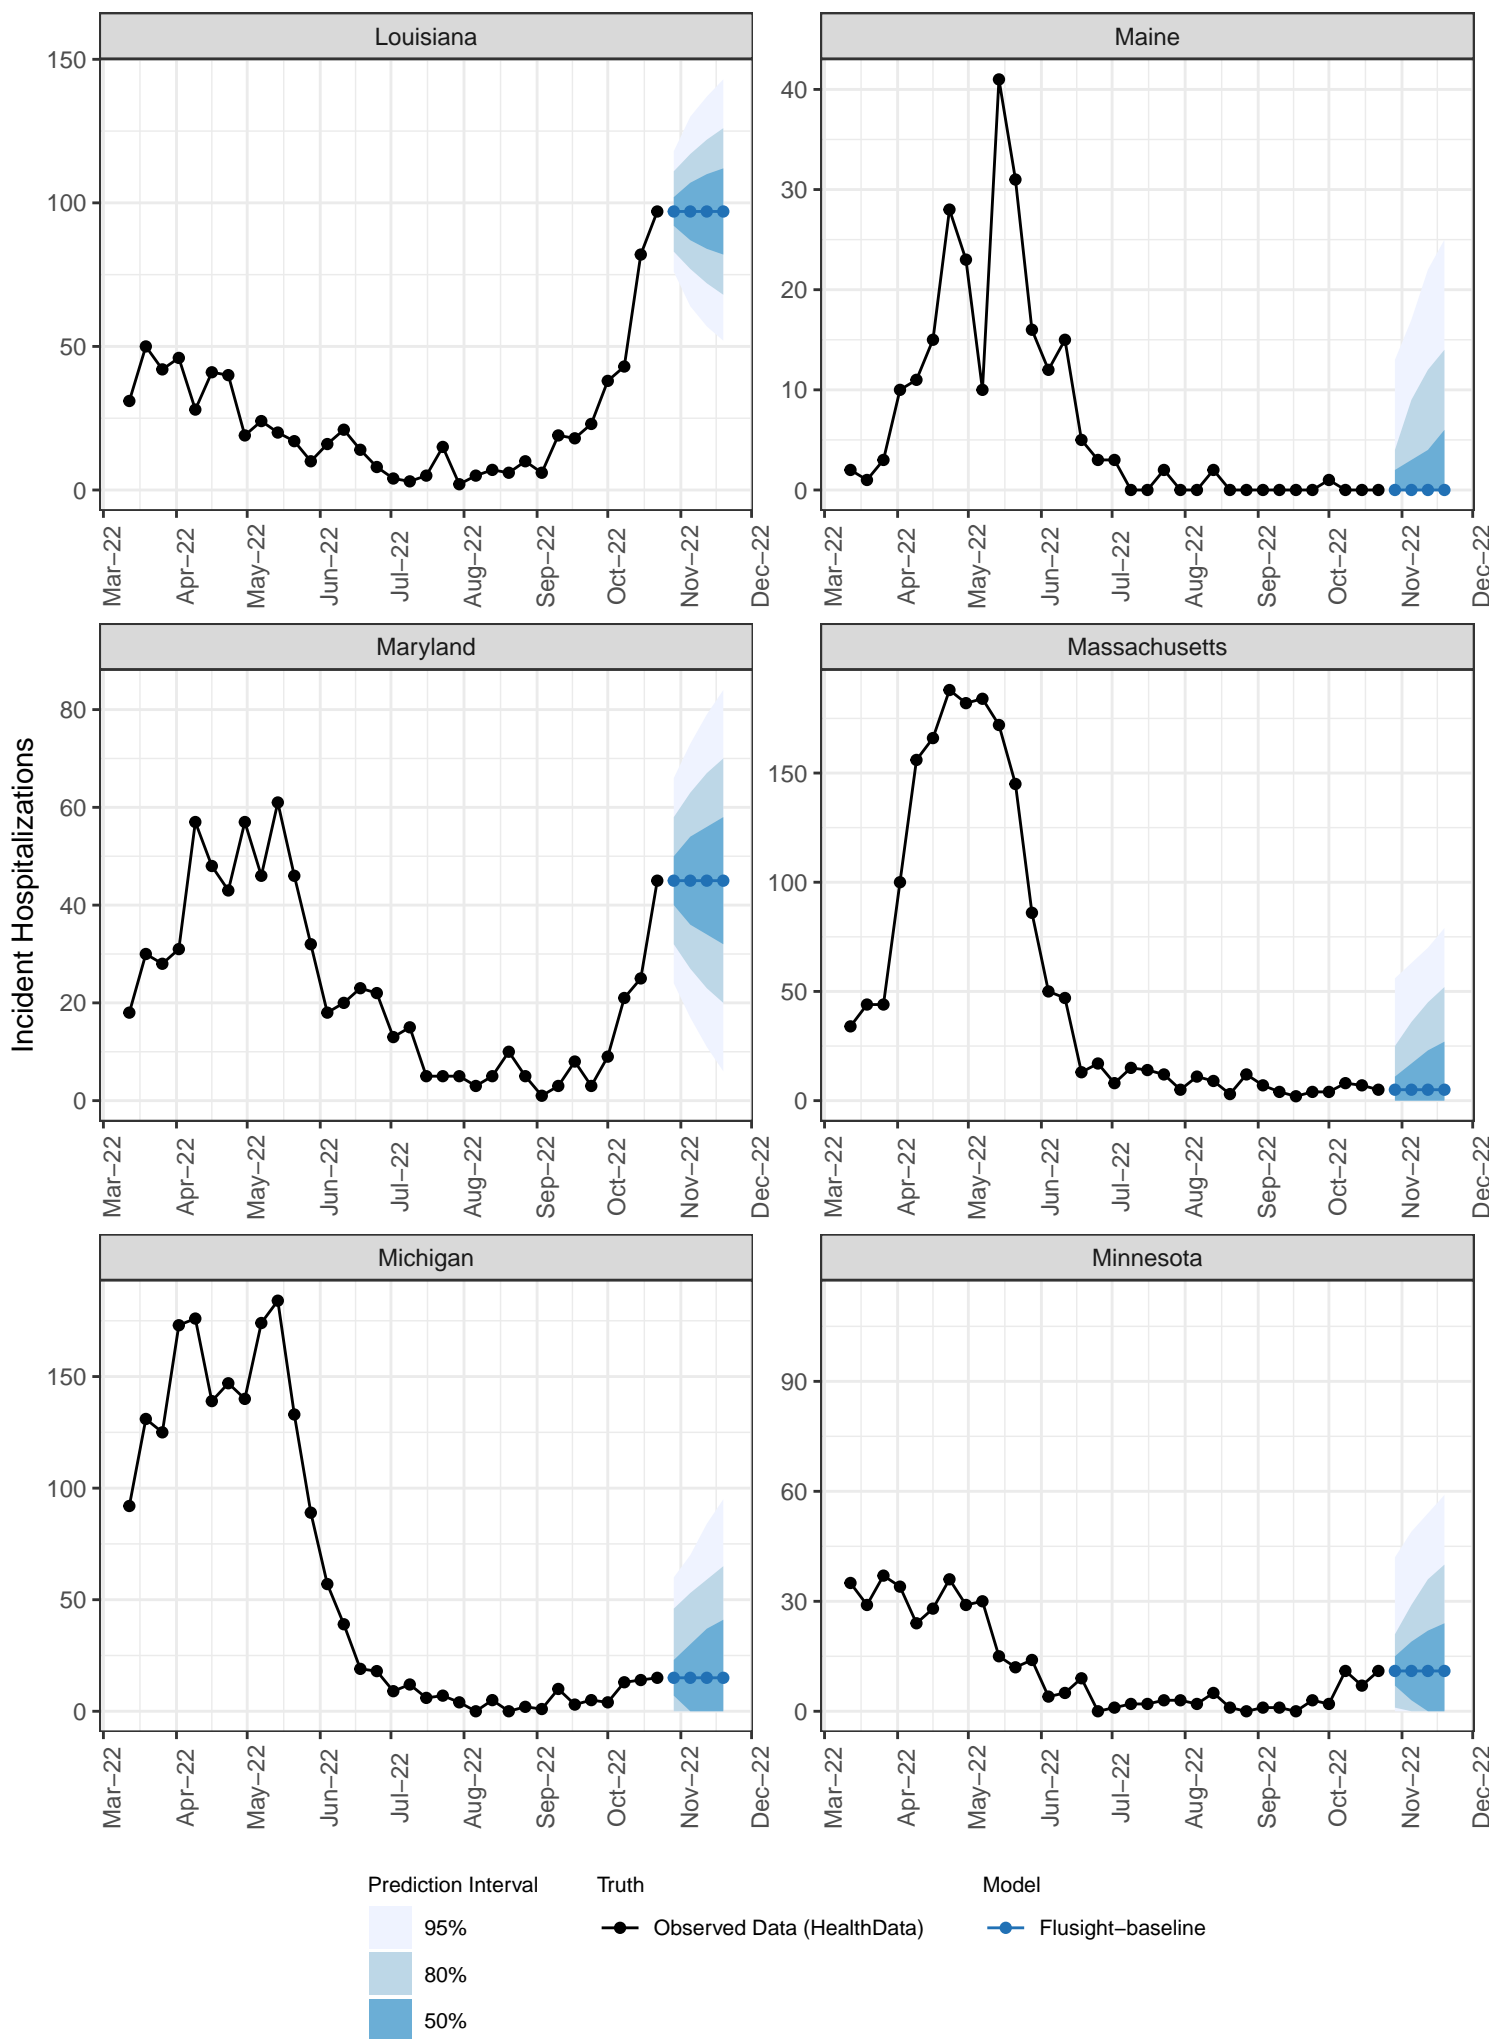 Louisiana
Maine
150
100
50
0
40
30
20
10
0
Mar−22
Apr−22
May−22
Jun−22
Jul−22
Aug−22
Sep−22
Oct−22
Nov−22
Dec−22
Mar−22
Apr−22
May−22
Jun−22
Jul−22
Aug−22
Sep−22
Oct−22
Nov−22
Dec−22
Incident Hospitalizations
Maryland
Massachusetts
80
60
40
20
0
150
100
50
0
Mar−22
Apr−22
May−22
Jun−22
Jul−22
Aug−22
Sep−22
Oct−22
Nov−22
Dec−22
Mar−22
Apr−22
May−22
Jun−22
Jul−22
Aug−22
Sep−22
Oct−22
Nov−22
Dec−22
Michigan
Minnesota
150
100
50
0
90
60
30
0
Mar−22
Apr−22
May−22
Jun−22
Jul−22
Aug−22
Sep−22
Oct−22
Nov−22
Dec−22
Mar−22
Apr−22
May−22
Jun−22
Jul−22
Aug−22
Sep−22
Oct−22
Nov−22
Dec−22
Prediction Interval
95%
80%
50%
Truth
Observed Data (HealthData)
Model
Flusight−baseline